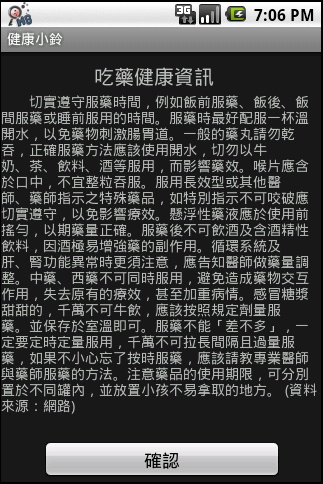 3G
7:06 PM
健康小鈴
吃藥健康資訊
切實遵守服藥時間，例如飯前服藥、飯後、飯
間服藥或睡前服用的時間。服藥時最好配服一杯溫
開水，以免藥物刺激腸胃道。一般的藥丸請勿乾
吞，正確服藥方法應該使用開水，切勿以牛
奶、茶、飲料、酒等服用，而影響藥效。喉片應含
於口中，不宜整粒吞服。服用長效型或其他醫
師、藥師指示之特殊藥品，如特別指示不可咬破應
切實遵守，以免影響療效。懸浮性藥液應於使用前
搖勻，以期藥量正確。服藥後不可飲酒及含酒精性
飲料，因酒極易增強藥的副作用。循環系統及
肝、腎功能異常時更須注意，應告知醫師做藥量調
整。中藥、西藥不可同時服用，避免造成藥物交互
作用，失去原有的療效，甚至加重病情。感冒糖漿
甜甜的，千萬不可牛飲，應該按照規定劑量服
藥。並保存於室溫即可。服藥不能「差不多」，一
定要定時定量服用，千萬不可拉長間隔且過量服
藥，如果不小心忘了按時服藥，應該請教專業醫師
與藥師服藥的方法。注意藥品的使用期限，可分別
置於不同罐內，並放置小孩不易拿取的地方。 (資料
來源：網路)
確認